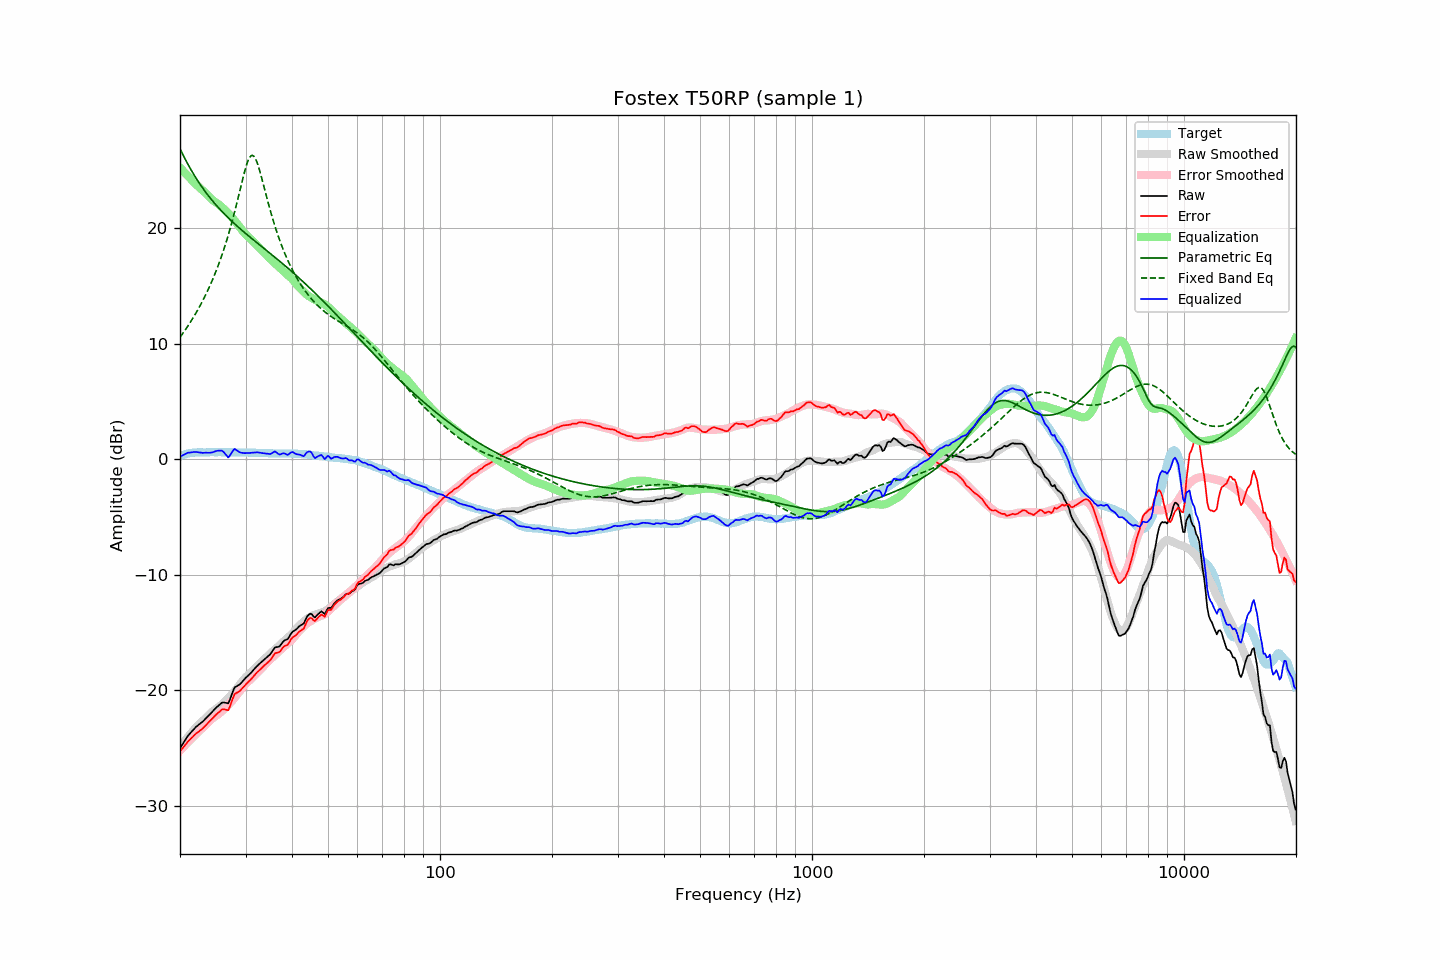 Fostex T50RP (sample 1)
Target
Raw Smoothed
Error Smoothed
Raw
Error
Equalization
Parametric Eq
Fixed Band Eq
Equalized
20
10
0
−10
−20
−30
Amplitude (dBr)
100
1000
10000
Frequency (Hz)